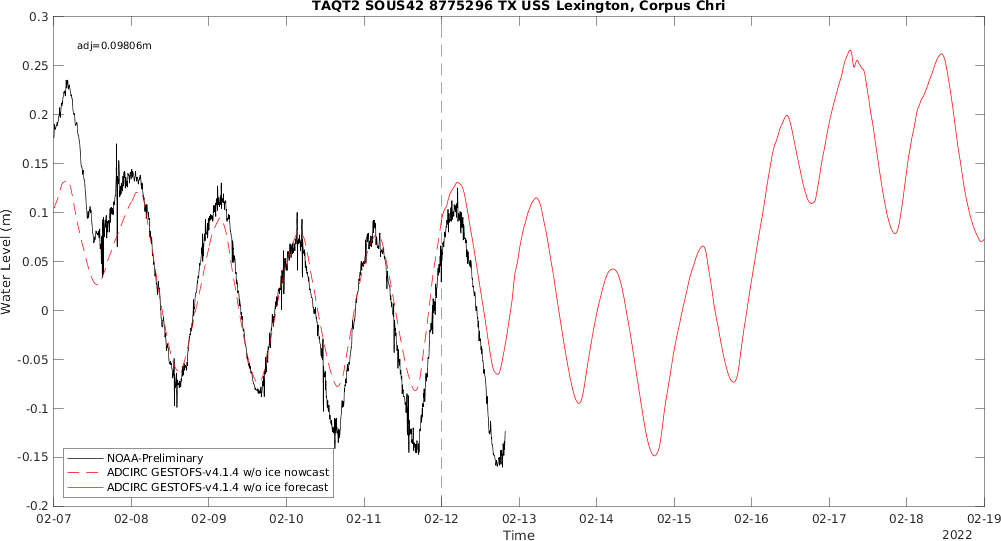 TAQT2 SOUS42 8775296 TX USS Lexington, Corpus Chri
adj=0.09806m
0.3
0.25
0.2
0.15
0.1
0.05
0
-0.05
-0.1
-0.15
-0.2
Water Level (m)
NOAA-Preliminary
ADCIRC GESTOFS-v4.1.4 w/o ice nowcast
ADCIRC GESTOFS-v4.1.4 w/o ice forecast
02-07 02-08 02-09 02-10 02-11 02-12 02-13 02-14 02-15 02-16 02-17 02-18 02-19
Time
2022